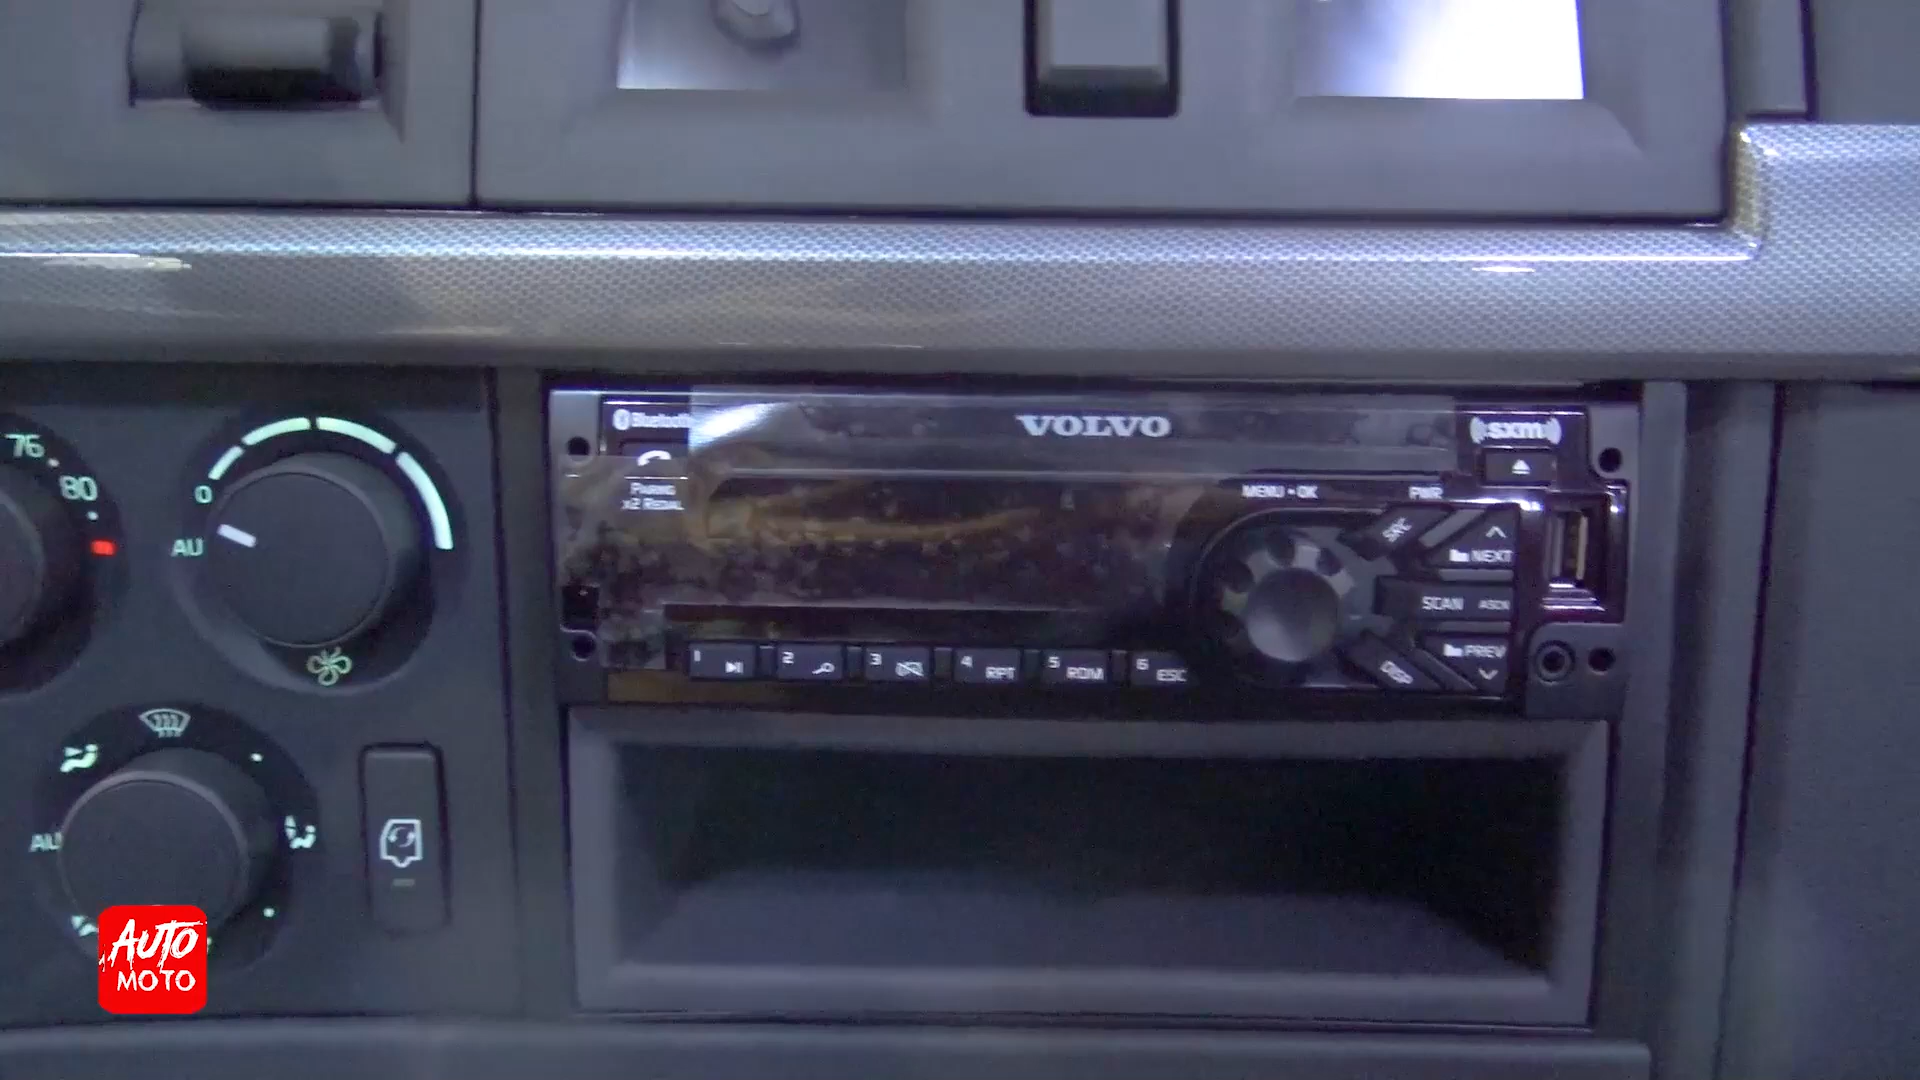 Bluetooth
VOLVO
((sxm))
PAIRING
x2 REDIAL
MENU • OK
PWR
SRC
NEXT
SCAN
PREV
1
2
3
4 RPT
5 RDM
6 ESC
76
80
0
AU
AU
AUTO
MOTO